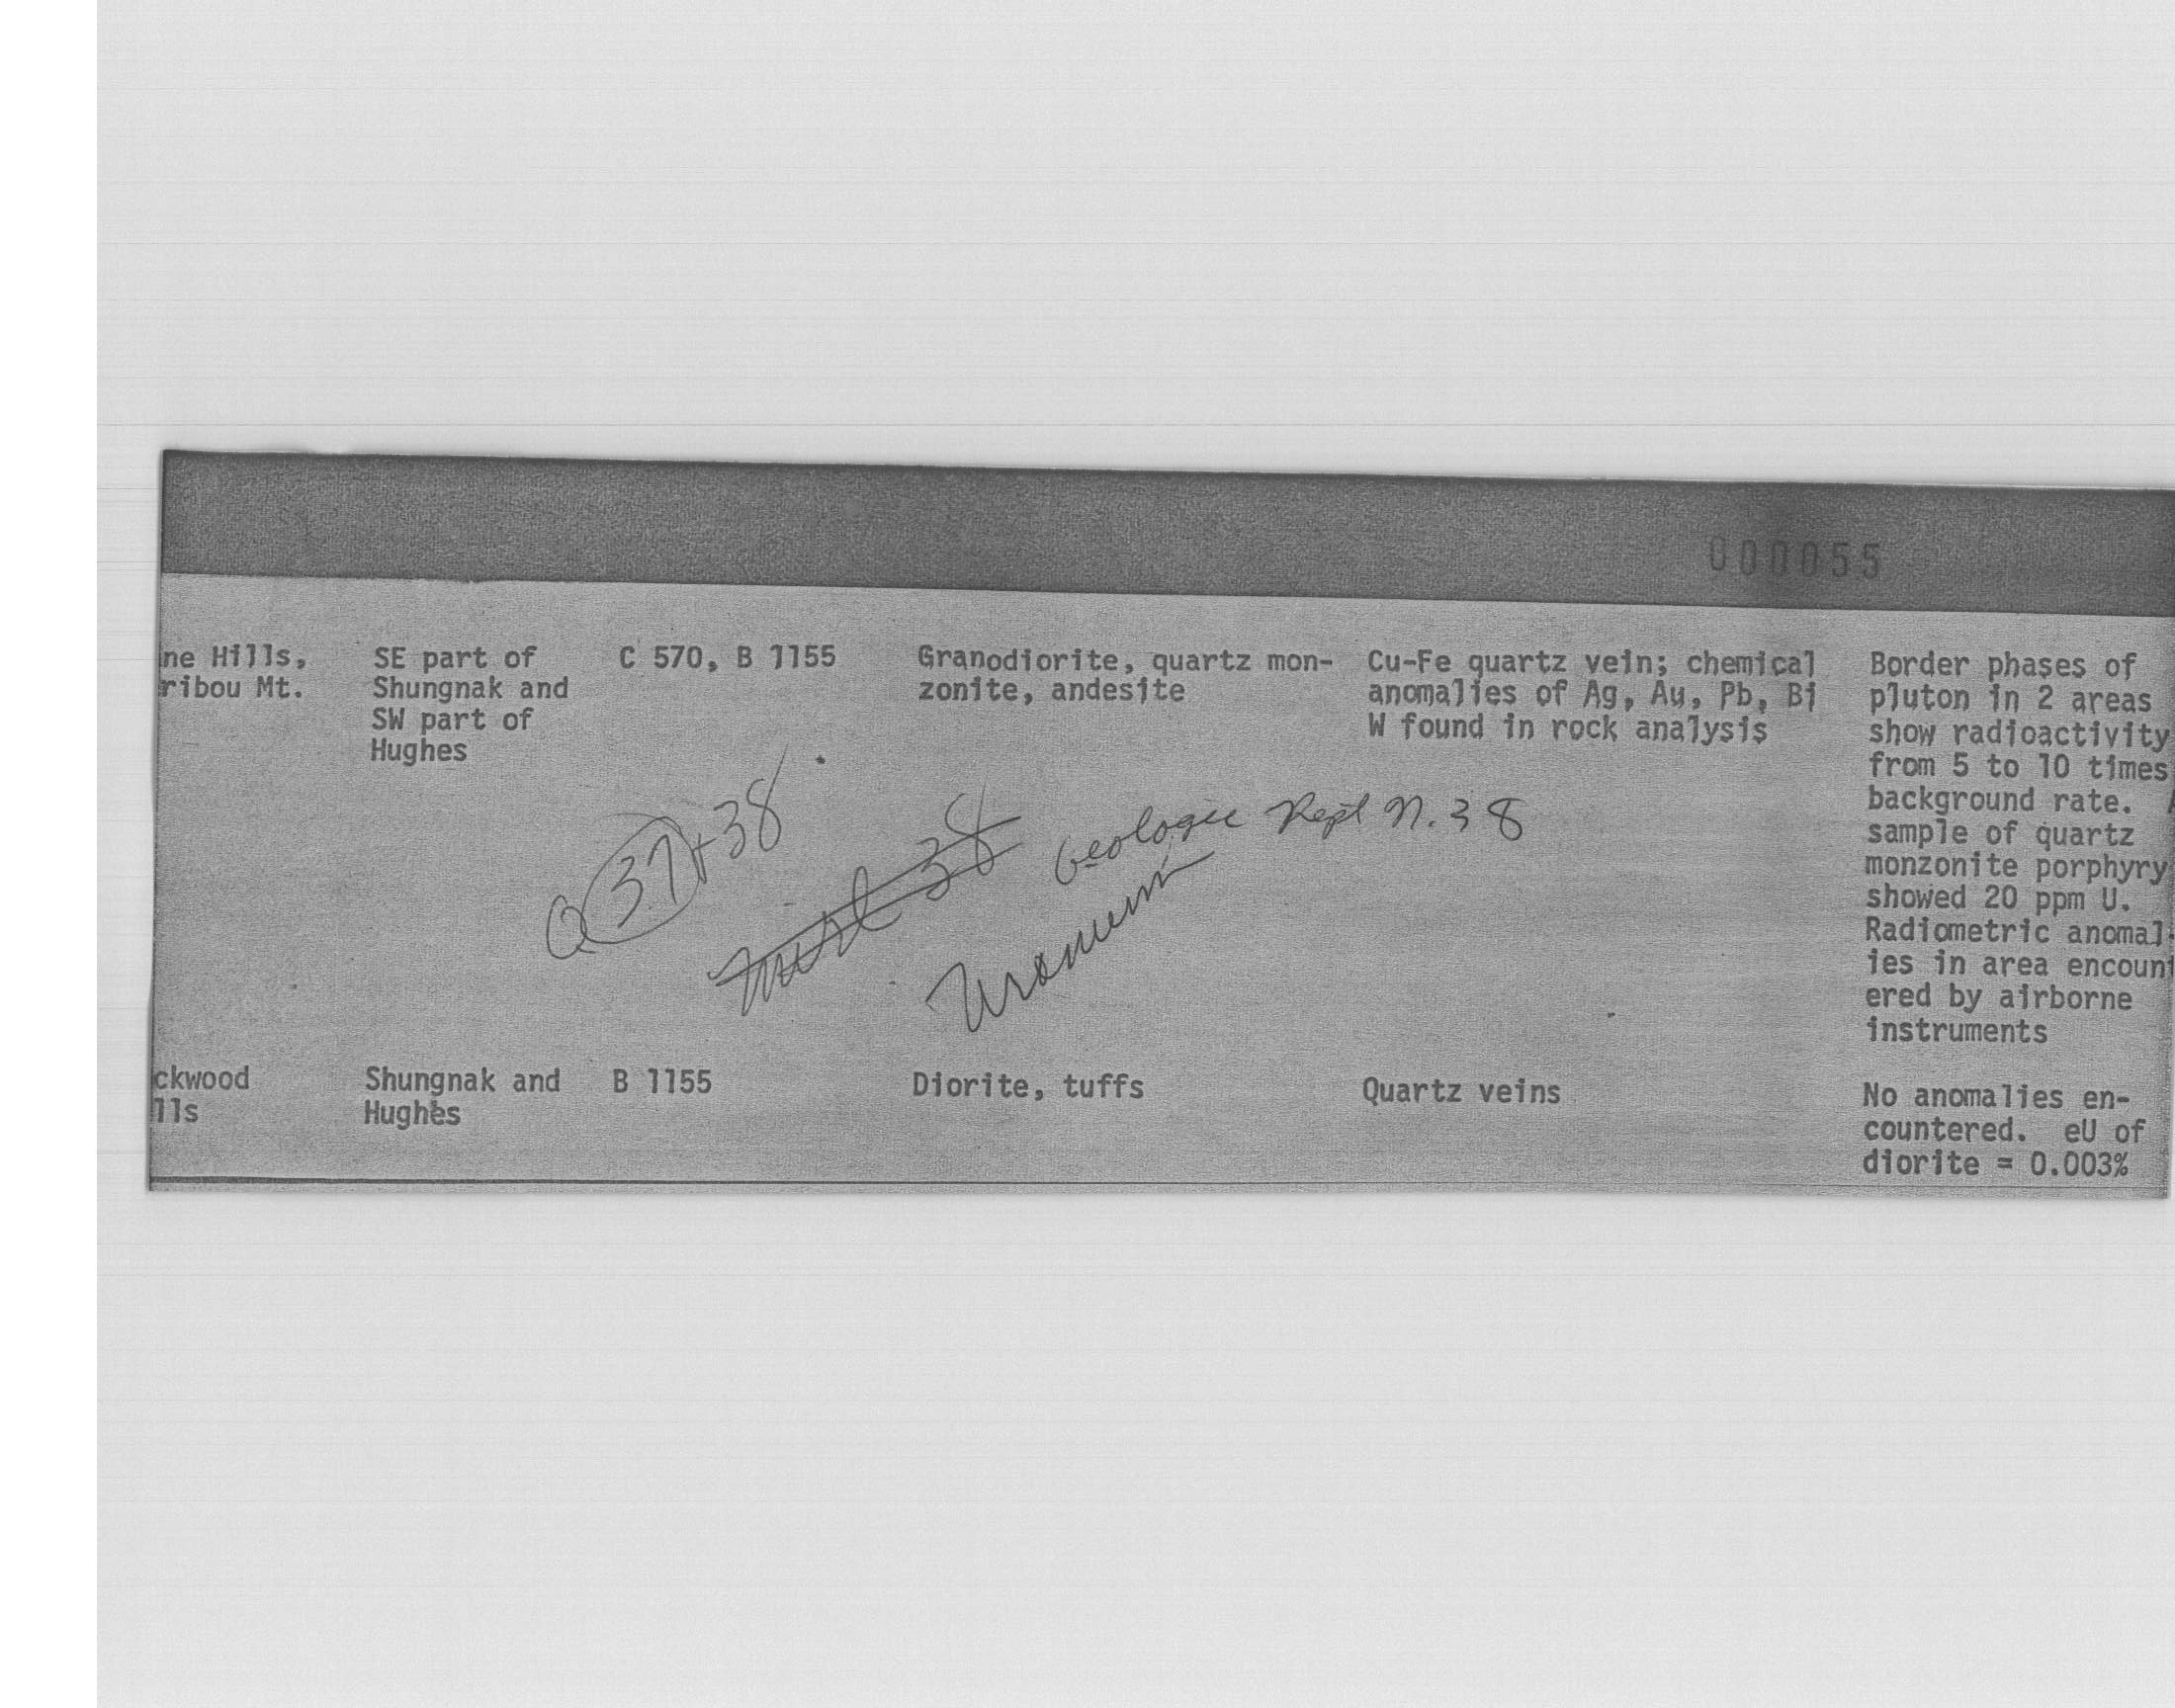 000055
ne Hills, SE part of C 570, B 1155 Granodiorite, quartz mon- Cu-Fe quartz vein; chemical Border phases of
ribou Mt. Shungnak and zonite, andesite anomalies of Ag, Au, Pb, Bi pluton in 2 areas
SW part of W found in rock analysis show radioactivity
Hughes from 5 to 10 times
background rate.
sample of quartz
monzonite porphyry
showed 20 ppm U.
Radiometric anomal-
ies in area encount
ered by airborne
instruments
Q 37+38
38
Geologic Rept N. 38
Uranium
ckwood Shungnak and B 1155 Diorite, tuffs Quartz veins No anomalies en-
lls Hughes countered. eU of
diorite = 0.003%